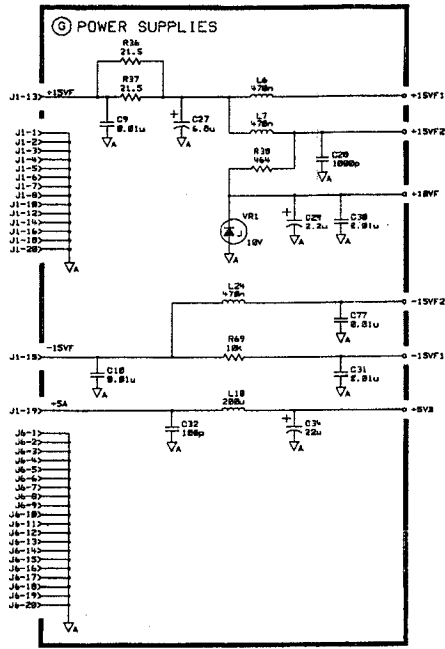 G POWER SUPPLIES
R36
21.5
R37
21.5
J1-13
+15VF
C9
0.01u
A
C27
6.8u
A
L6
470n
+15VF1
L7
470n
+15VF2
R38
464
C28
1000p
A
+10VF
VR1
10V
A
C29
2.2u
A
C30
0.01u
A
J1-1
J1-2
J1-3
J1-4
J1-5
J1-6
J1-7
J1-8
J1-10
J1-12
J1-14
J1-16
J1-18
J1-20
A
L24
470n
-15VF2
C77
0.01u
A
J1-15
-15VF
C10
0.01u
A
R69
10K
-15VF1
C31
0.01u
A
J1-19
+5A
C32
100p
A
L18
200u
C34
22u
A
+5VB
J6-1
J6-2
J6-3
J6-4
J6-5
J6-6
J6-7
J6-8
J6-9
J6-10
J6-11
J6-12
J6-13
J6-14
J6-15
J6-16
J6-17
J6-18
J6-19
J6-20
A